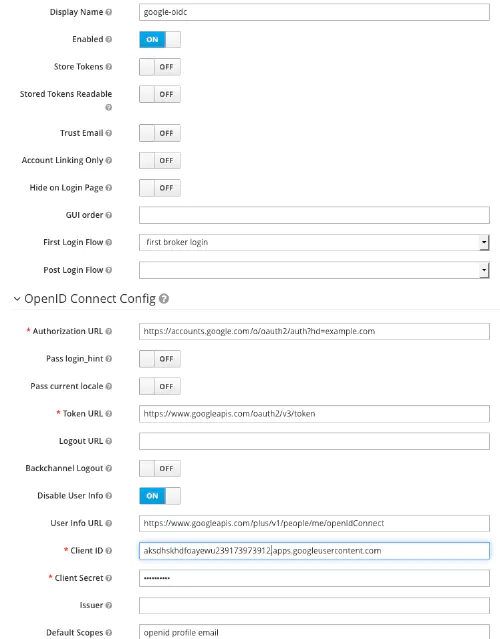 Display Name google-oidc
Enabled ON
Store Tokens OFF
Stored Tokens Readable OFF
Trust Email OFF
Account Linking Only OFF
Hide on Login Page OFF
GUI order
First Login Flow first broker login
Post Login Flow
OpenID Connect Config
* Authorization URL https://accounts.google.com/o/oauth2/auth?hd=example.com
Pass login_hint OFF
Pass current locale OFF
* Token URL https://www.googleapis.com/oauth2/v3/token
Logout URL
Backchannel Logout OFF
Disable User Info ON
User Info URL https://www.googleapis.com/plus/v1/people/me/openIdConnect
* Client ID aksdhskhdfoayewu239173973912.apps.googleusercontent.com
* Client Secret ••••••••••
Issuer
Default Scopes openid profile email